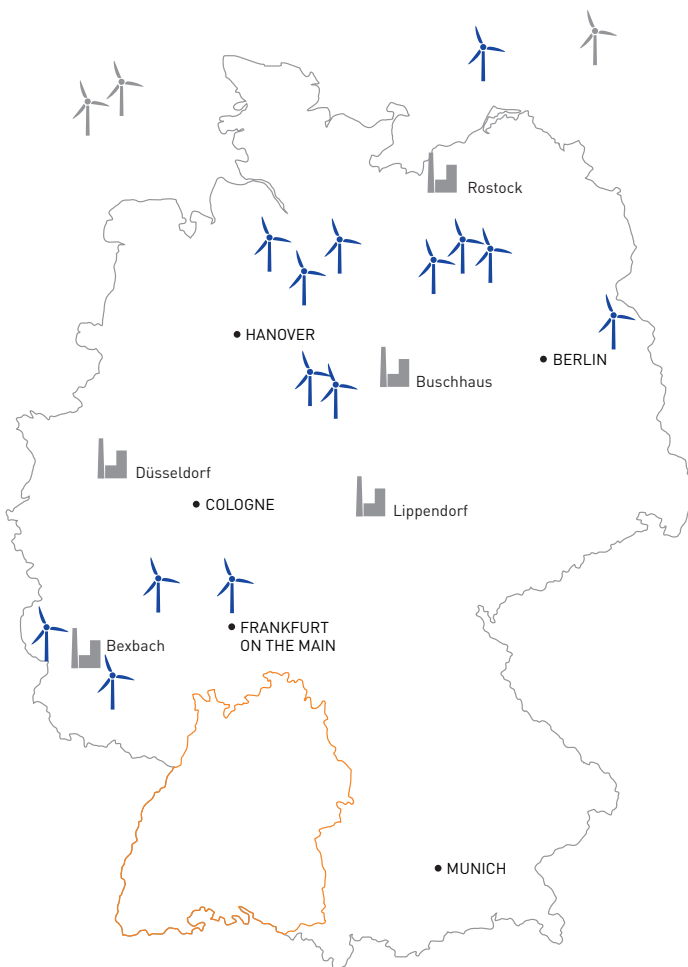 Rostock
HANOVER
BERLIN
Buschhaus
Düsseldorf
COLOGNE
Lippendorf
FRANKFURT
ON THE MAIN
Bexbach
MUNICH